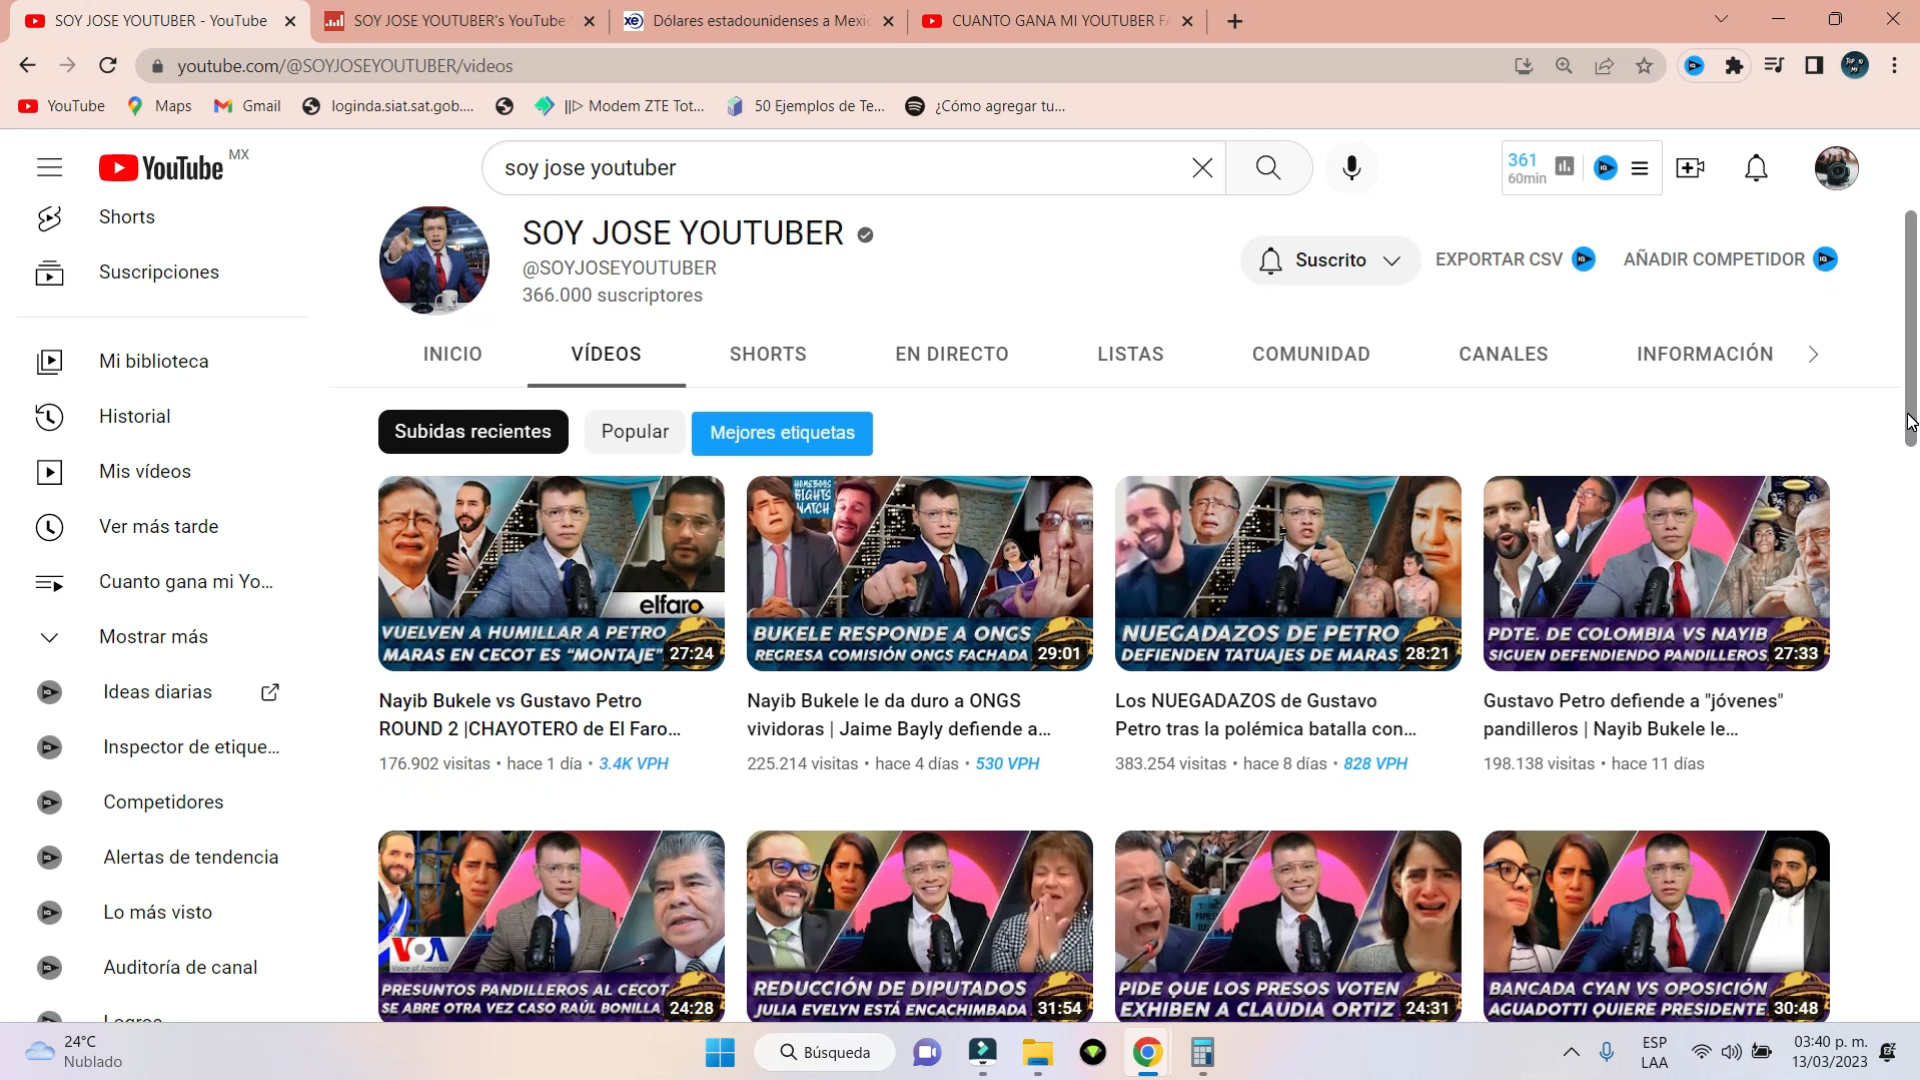 SOY JOSE YOUTUBER - YouTube
SOY JOSE YOUTUBER's YouTube
Dólares estadounidenses a Mexic
CUANTO GANA MI YOUTUBER FA
youtube.com/@SOYJOSEYOUTUBER/videos
YouTube
Maps
Gmail
loginda.siat.sat.gob....
||▷ Modem ZTE Tot...
50 Ejemplos de Te...
¿Cómo agregar tu...
YouTube MX
soy jose youtuber
361
60min
Shorts
Suscripciones
Mi biblioteca
Historial
Mis vídeos
Ver más tarde
Cuanto gana mi Yo...
Mostrar más
Ideas diarias
Inspector de etique...
Competidores
Alertas de tendencia
Lo más visto
Auditoría de canal
Logros
SOY JOSE YOUTUBER
@SOYJOSEYOUTUBER
366.000 suscriptores
Suscrito
EXPORTAR CSV
AÑADIR COMPETIDOR
INICIO
VÍDEOS
SHORTS
EN DIRECTO
LISTAS
COMUNIDAD
CANALES
INFORMACIÓN
Subidas recientes
Popular
Mejores etiquetas
elfaro
VUELVEN A HUMILLAR A PETRO
MARAS EN CECOT ES "MONTAJE"
27:24
Nayib Bukele vs Gustavo Petro
ROUND 2 |CHAYOTERO de El Faro...
176.902 visitas • hace 1 día • 3.4K VPH
BUKELE RESPONDE A ONGS
REGRESA COMISIÓN ONGS FACHADA
29:01
Nayib Bukele le da duro a ONGS
vividoras | Jaime Bayly defiende a...
225.214 visitas • hace 4 días • 530 VPH
NUEGADAZOS DE PETRO
DEFIENDEN TATUAJES DE MARAS
28:21
Los NUEGADAZOS de Gustavo
Petro tras la polémica batalla con...
383.254 visitas • hace 8 días • 828 VPH
PDTE. DE COLOMBIA VS NAYIB
SIGUEN DEFENDIENDO PANDILLEROS
27:33
Gustavo Petro defiende a "jóvenes"
pandilleros | Nayib Bukele le...
198.138 visitas • hace 11 días
VOA
Voice of America
PRESUNTOS PANDILLEROS AL CECOT
SE ABRE OTRA VEZ CASO RAÚL BONILLA
24:28
REDUCCIÓN DE DIPUTADOS
JULIA EVELYN ESTÁ ENCACHIMBADA
31:54
PIDE QUE LOS PRESOS VOTEN
EXHIBEN A CLAUDIA ORTIZ
24:31
BANCADA CYAN VS OPOSICIÓN
AGUADOTTI QUIERE PRESIDENTE
30:48
24°C
Nublado
Búsqueda
ESP
LAA
03:40 p. m.
13/03/2023